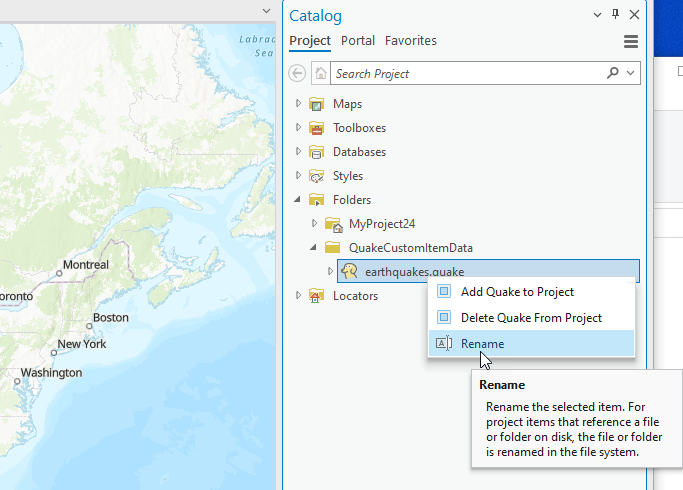 Catalog
Project Portal Favorites
Search Project
Maps
Toolboxes
Databases
Styles
Folders
MyProject24
QuakeCustomItemData
earthquakes.quake
Locators
Add Quake to Project
Delete Quake From Project
Rename
Rename
Rename the selected item. For
project items that reference a file
or folder on disk, the file or folder
is renamed in the file system.
Labrad
Sea
Montreal
oronto
Boston
New York
Washington